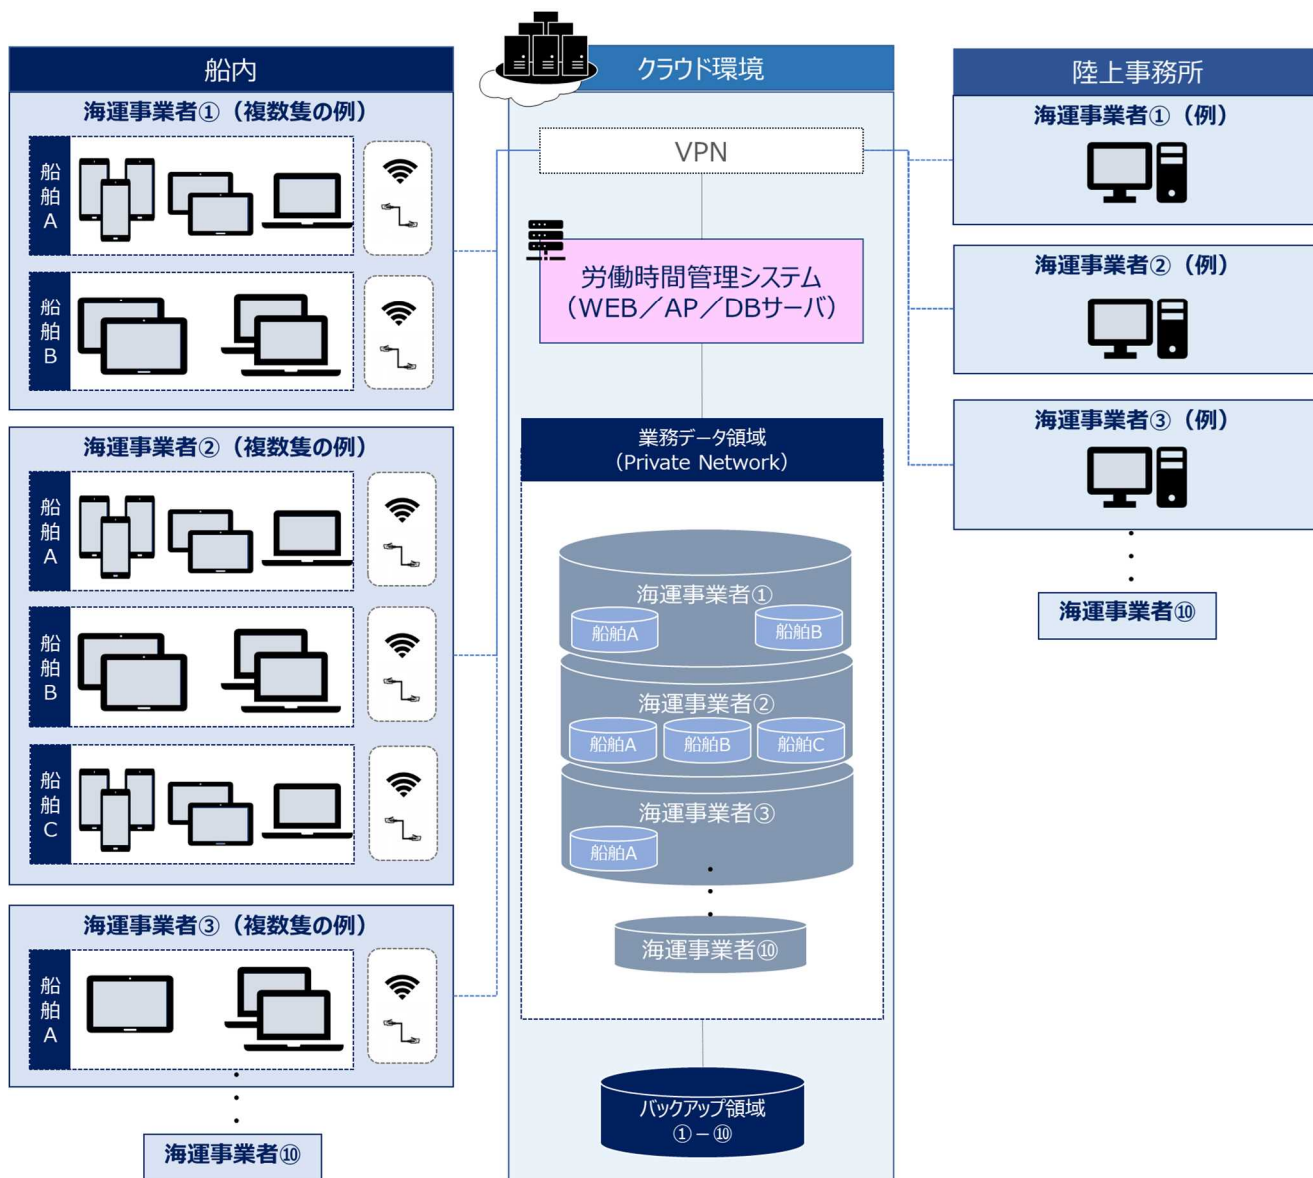 船内
海運事業者①（複数隻の例）
船舶A
船舶B
海運事業者②（複数隻の例）
船舶A
船舶B
船舶C
海運事業者③（複数隻の例）
船舶A
海運事業者⑩
クラウド環境
VPN
労働時間管理システム
（WEB／AP／DBサーバ）
業務データ領域
（Private Network）
海運事業者①
船舶A
船舶B
海運事業者②
船舶A
船舶B
船舶C
海運事業者③
船舶A
海運事業者⑩
バックアップ領域
①－⑩
陸上事務所
海運事業者①（例）
海運事業者②（例）
海運事業者③（例）
海運事業者⑩